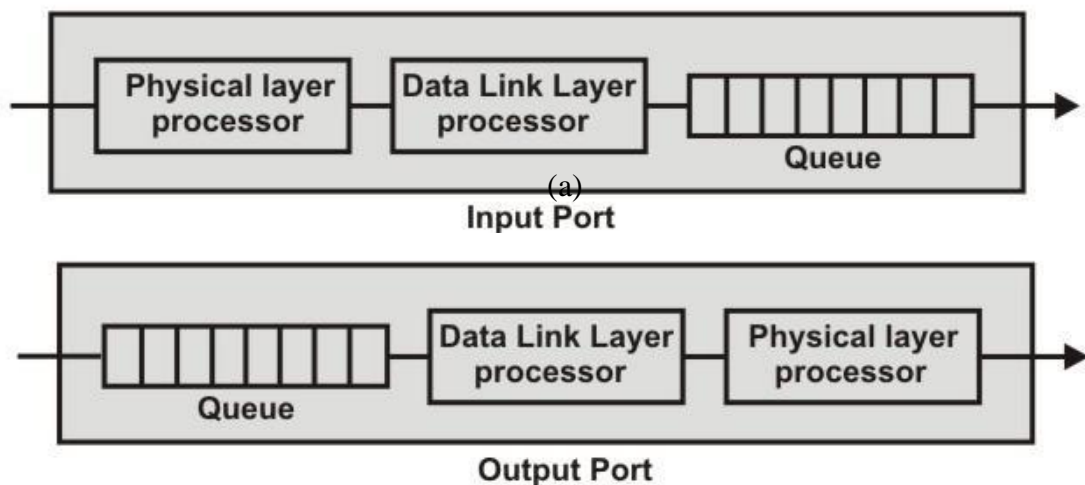 Physical layer
processor
Data Link Layer
processor
Queue
(a)
Input Port
Queue
Data Link Layer
processor
Physical layer
processor
Output Port